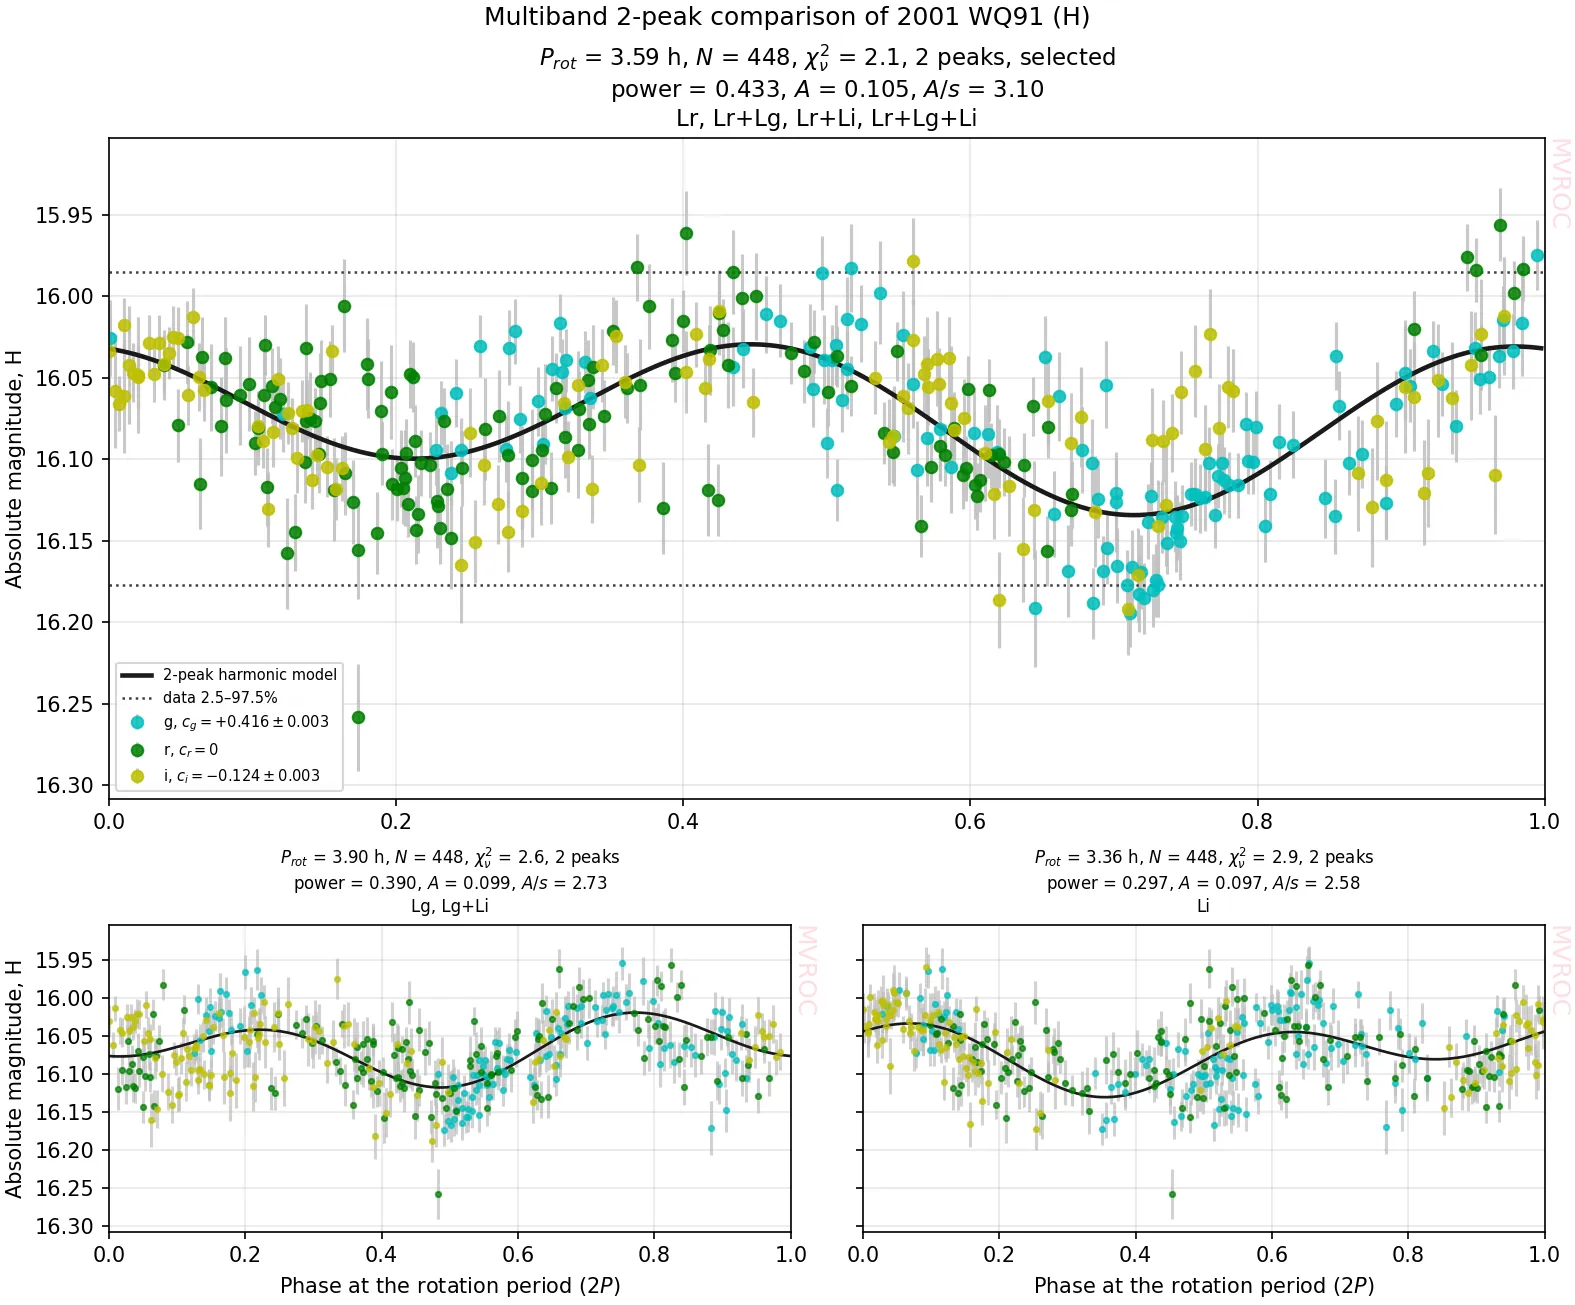 Multiband 2-peak comparison of 2001 WQ91 (H)
P_rot = 3.59 h, N = 448, χ²_ν = 2.1, 2 peaks, selected
power = 0.433, A = 0.105, A/s = 3.10
Lr, Lr+Lg, Lr+Li, Lr+Lg+Li
MVROC
Absolute magnitude, H
15.95
16.00
16.05
16.10
16.15
16.20
16.25
16.30
2-peak harmonic model
data 2.5–97.5%
g, c_g = +0.416 ± 0.003
r, c_r = 0
i, c_i = −0.124 ± 0.003
0.0 0.2 0.4 0.6 0.8 1.0
P_rot = 3.90 h, N = 448, χ²_ν = 2.6, 2 peaks
power = 0.390, A = 0.099, A/s = 2.73
Lg, Lg+Li
MVROC
Absolute magnitude, H
15.95
16.00
16.05
16.10
16.15
16.20
16.25
16.30
0.0 0.2 0.4 0.6 0.8 1.0
Phase at the rotation period (2P)
P_rot = 3.36 h, N = 448, χ²_ν = 2.9, 2 peaks
power = 0.297, A = 0.097, A/s = 2.58
Li
MVROC
0.0 0.2 0.4 0.6 0.8 1.0
Phase at the rotation period (2P)